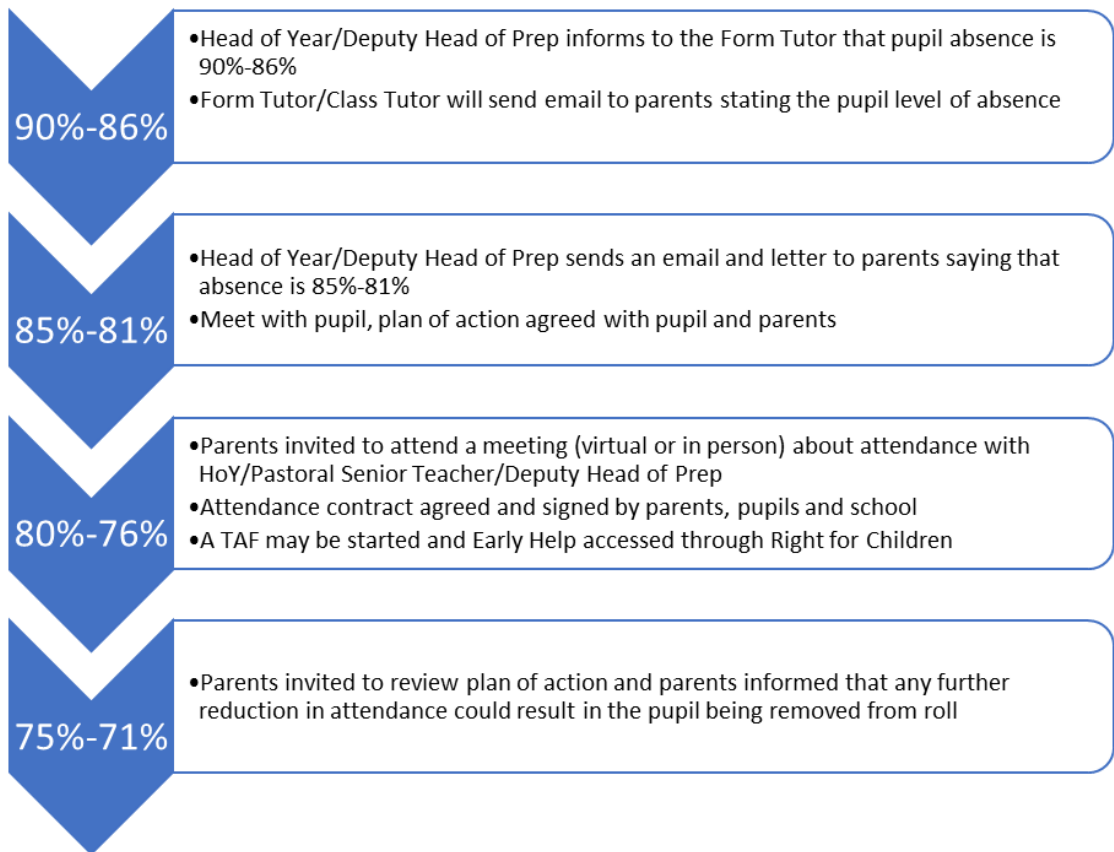 90%-86%
•Head of Year/Deputy Head of Prep informs to the Form Tutor that pupil absence is
90%-86%
•Form Tutor/Class Tutor will send email to parents stating the pupil level of absence
85%-81%
•Head of Year/Deputy Head of Prep sends an email and letter to parents saying that
absence is 85%-81%
•Meet with pupil, plan of action agreed with pupil and parents
80%-76%
•Parents invited to attend a meeting (virtual or in person) about attendance with
HoY/Pastoral Senior Teacher/Deputy Head of Prep
•Attendance contract agreed and signed by parents, pupils and school
•A TAF may be started and Early Help accessed through Right for Children
75%-71%
•Parents invited to review plan of action and parents informed that any further
reduction in attendance could result in the pupil being removed from roll